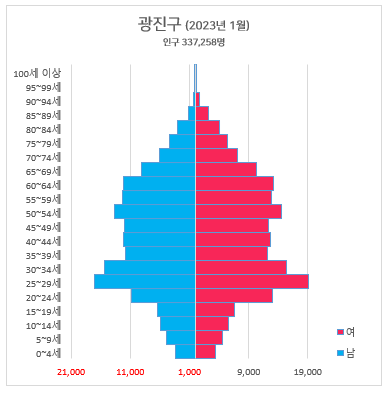 광진구 (2023년 1월)
인구 337,258명
100세 이상
95~99세
90~94세
85~89세
80~84세
75~79세
70~74세
65~69세
60~64세
55~59세
50~54세
45~49세
40~44세
35~39세
30~34세
25~29세
20~24세
15~19세
10~14세
5~9세
0~4세
여
남
21,000 11,000 1,000 9,000 19,000